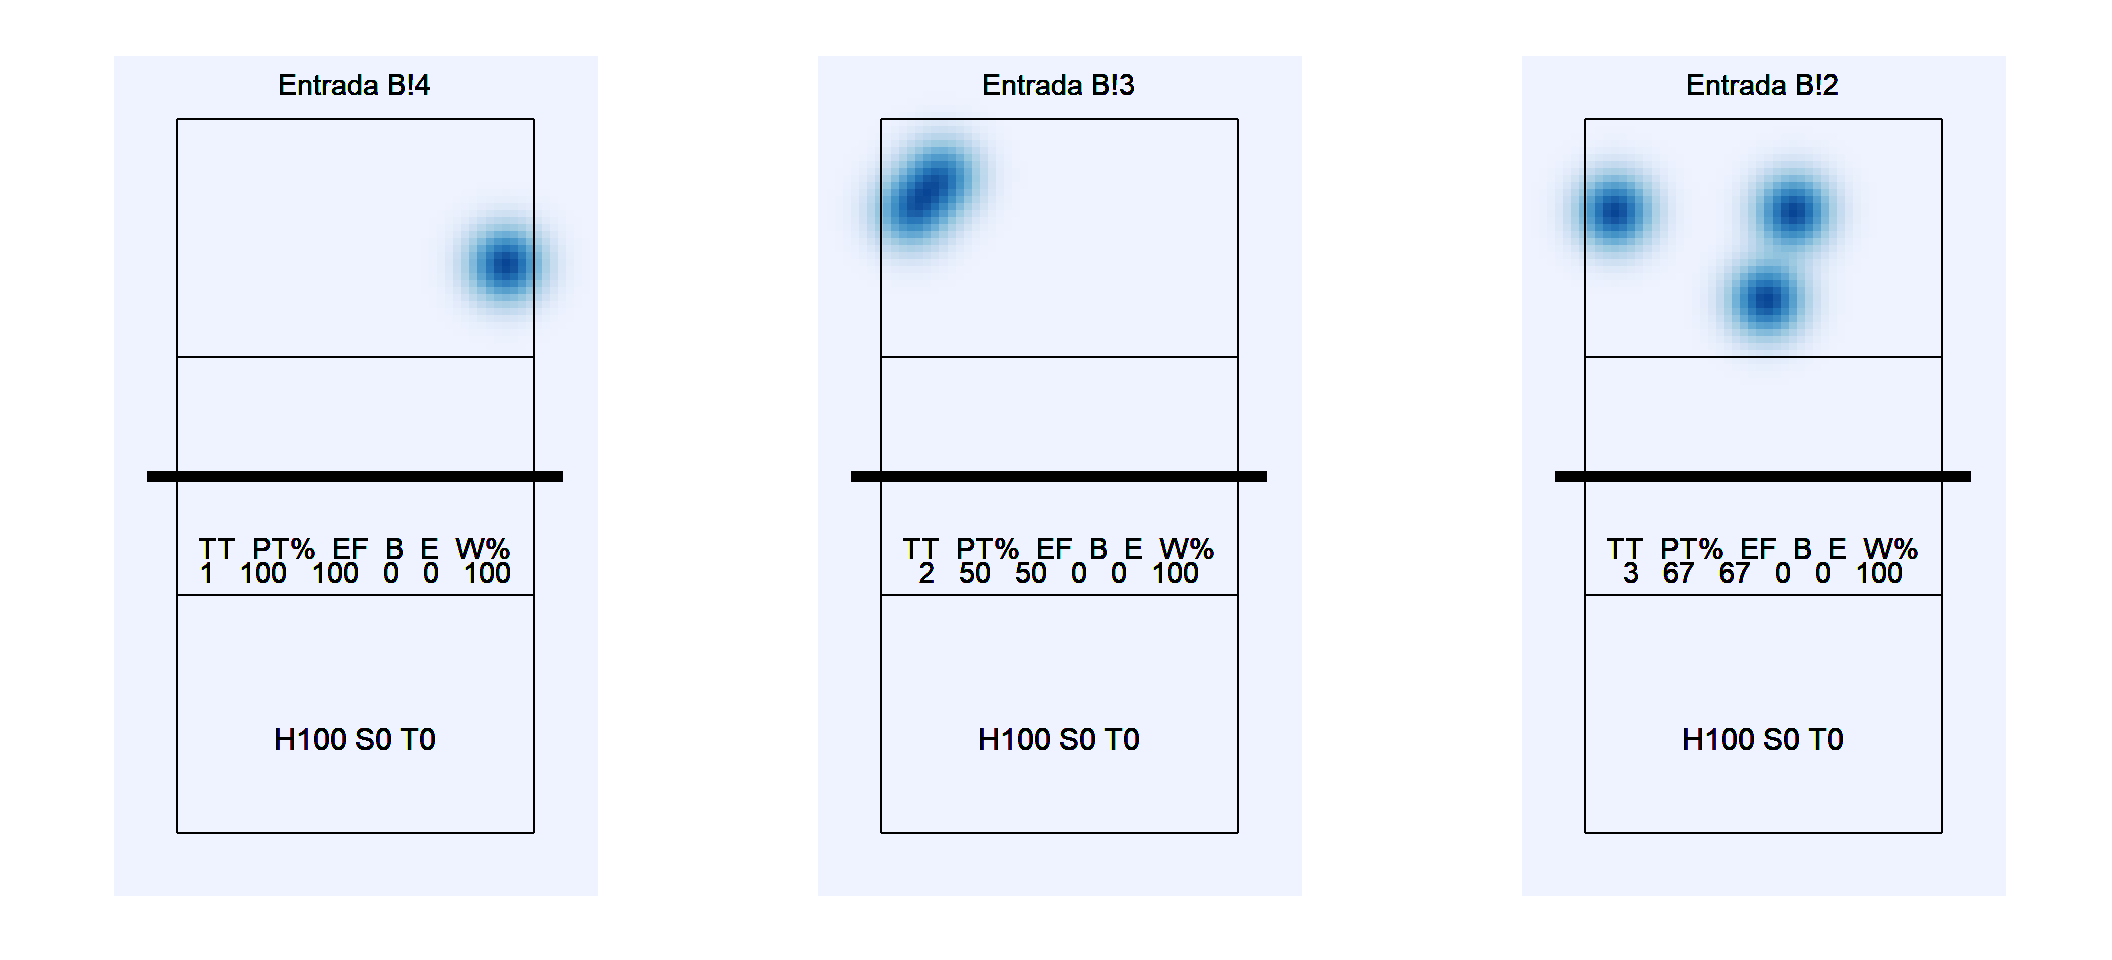 Entrada B!4
TT PT% EF B E W%
1 100 100 0 0 100
H100 S0 T0
Entrada B!3
TT PT% EF B E W%
2 50 50 0 0 100
H100 S0 T0
Entrada B!2
TT PT% EF B E W%
3 67 67 0 0 100
H100 S0 T0